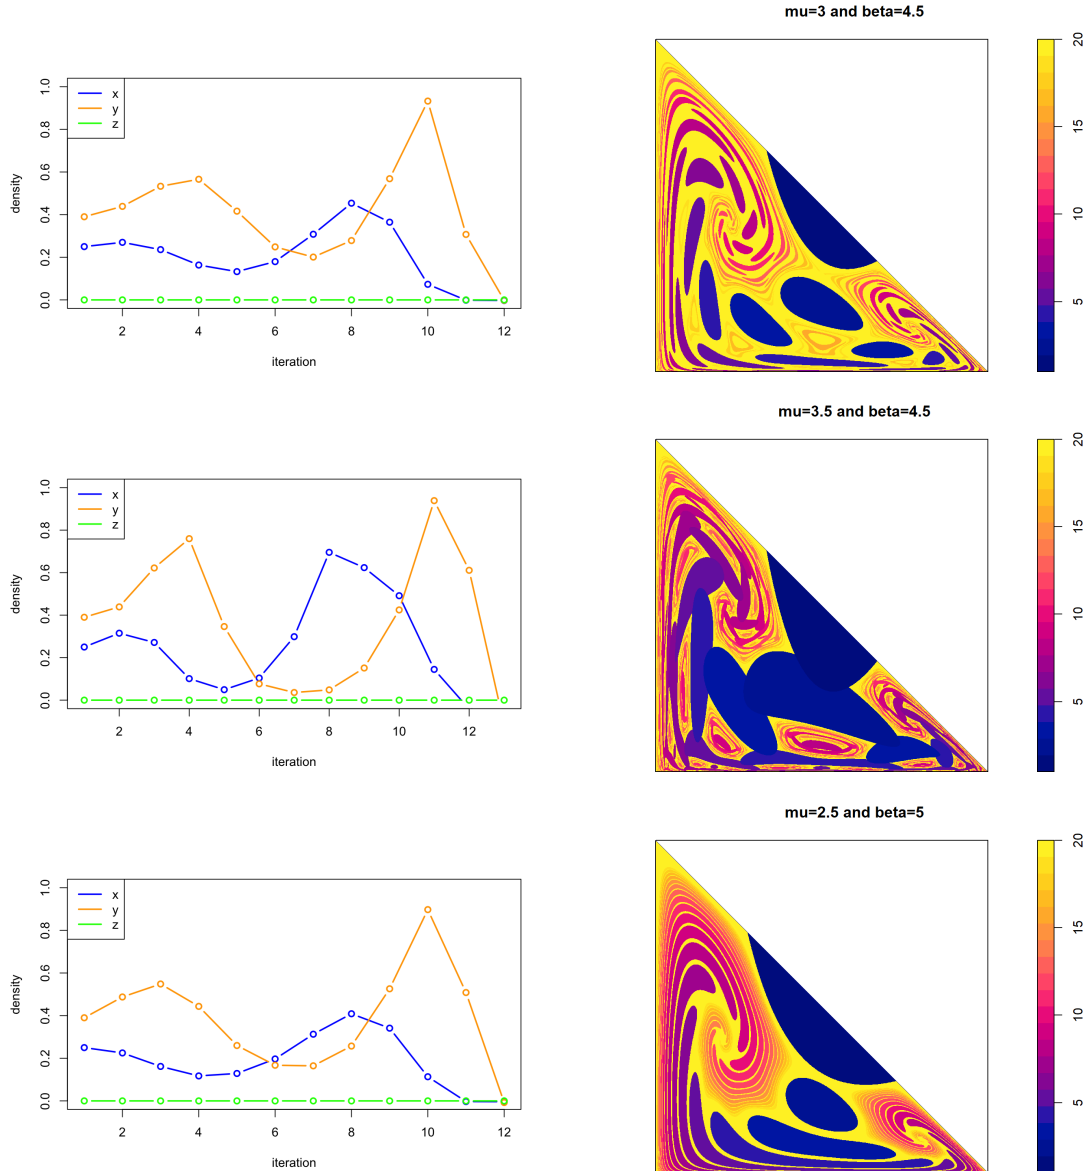 mu=3 and beta=4.5
x
y
z
density
0.0 0.2 0.4 0.6 0.8 1.0
2 4 6 8 10 12
iteration
5 10 15 20
mu=3.5 and beta=4.5
x
y
z
density
0.0 0.2 0.4 0.6 0.8 1.0
2 4 6 8 10 12
iteration
5 10 15 20
mu=2.5 and beta=5
x
y
z
density
0.0 0.2 0.4 0.6 0.8 1.0
2 4 6 8 10 12
iteration
5 10 15 20